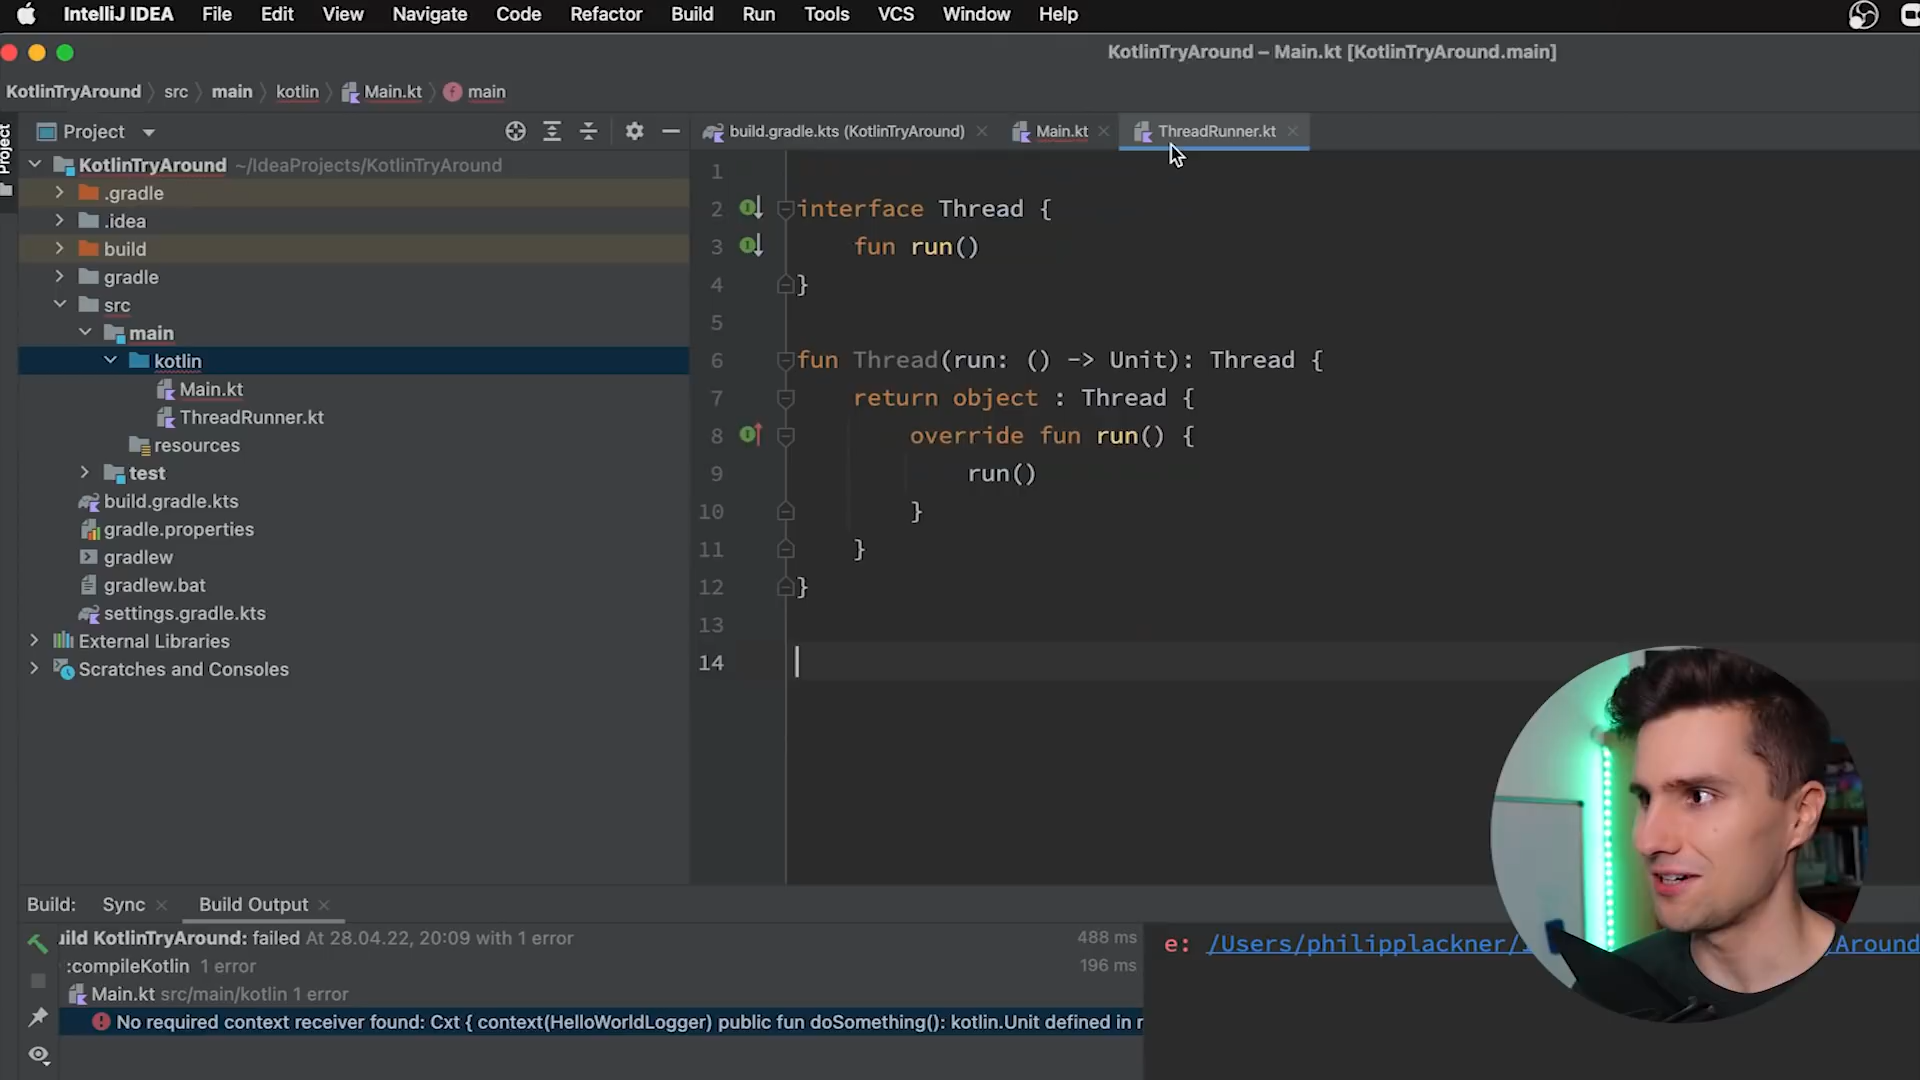 IntelliJ IDEA File Edit View Navigate Code Refactor Build Run Tools VCS Window Help
KotlinTryAround – Main.kt [KotlinTryAround.main]
KotlinTryAround src main kotlin Main.kt main
Project
Project
build.gradle.kts (KotlinTryAround) Main.kt ThreadRunner.kt
KotlinTryAround ~/IdeaProjects/KotlinTryAround
.gradle
.idea
build
gradle
src
main
kotlin
Main.kt
ThreadRunner.kt
resources
test
build.gradle.kts
gradle.properties
gradlew
gradlew.bat
settings.gradle.kts
External Libraries
Scratches and Consoles
1
2 interface Thread {
3 fun run()
4 }
5
6 fun Thread(run: () -> Unit): Thread {
7 return object : Thread {
8 override fun run() {
9 run()
10 }
11 }
12 }
13
14
Build: Sync Build Output
uild KotlinTryAround: failed At 28.04.22, 20:09 with 1 error 488 ms
:compileKotlin 1 error 196 ms
Main.kt src/main/kotlin 1 error
No required context receiver found: Cxt { context(HelloWorldLogger) public fun doSomething(): kotlin.Unit defined in r
e: /Users/philipplackner/ Around